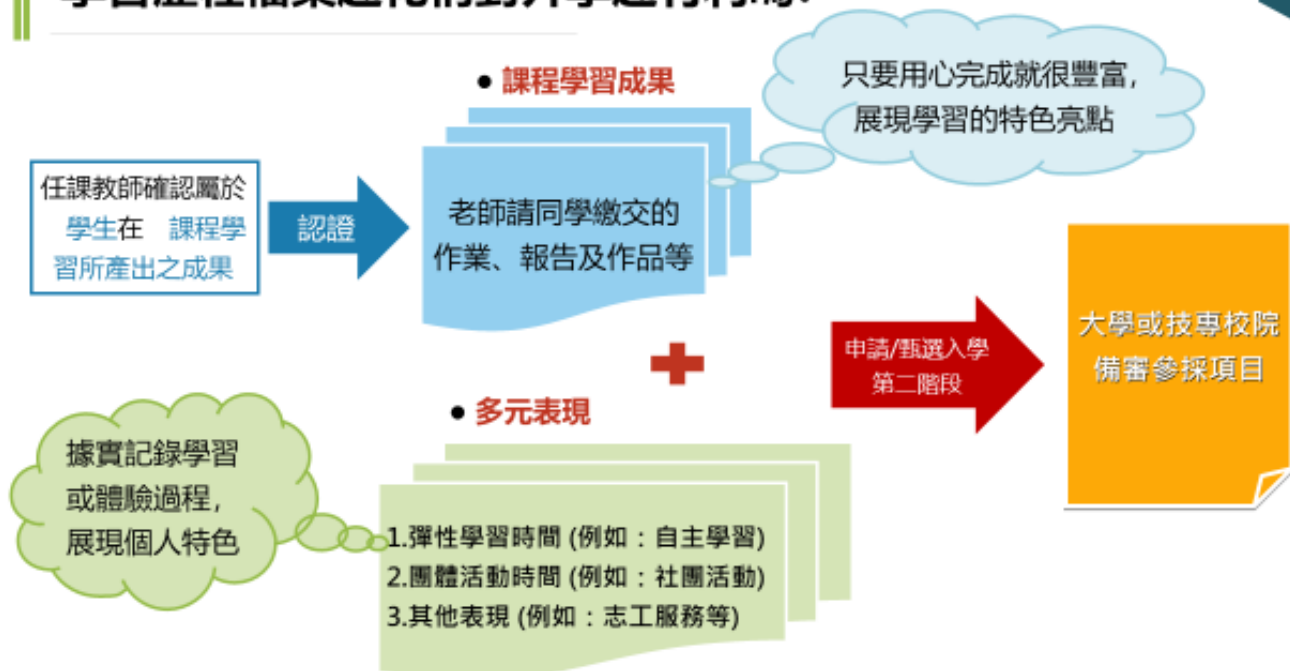 ● 課程學習成果
只要用心完成就很豐富，
展現學習的特色亮點
任課教師確認屬於
學生在 課程學
習所產出之成果
認證
老師請同學繳交的
作業、報告及作品等
申請/甄選入學
第二階段
大學或技專校院
備審參採項目
● 多元表現
據實記錄學習
或體驗過程，
展現個人特色
1.彈性學習時間 (例如：自主學習)
2.團體活動時間 (例如：社團活動)
3.其他表現 (例如：志工服務等)